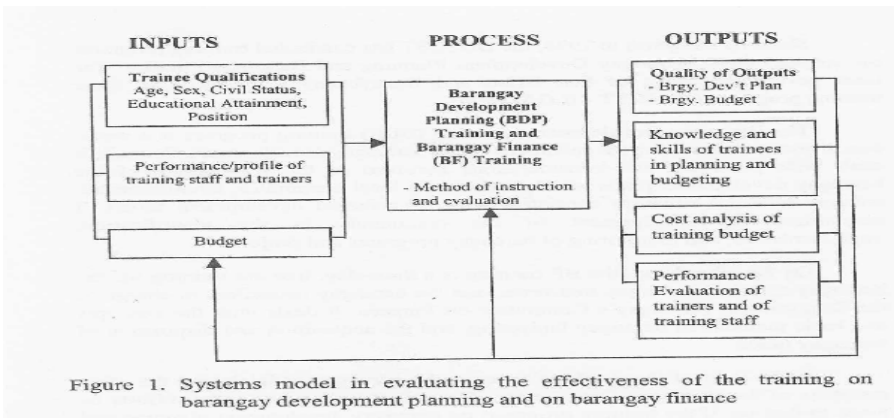 INPUTS
Trainee Qualifications
Age, Sex, Civil Status,
Educational Attainment,
Position
Performance/profile of
training staff and trainers
Budget
PROCESS
Barangay
Development
Planning (BDP)
Training and
Barangay Finance
(BF) Training
- Method of instruction
and evaluation
OUTPUTS
Quality of Outputs
- Brgy. Dev't Plan
- Brgy. Budget
Knowledge and
skills of trainees
in planning and
budgeting
Cost analysis of
training budget
Performance
Evaluation of
trainers and of
training staff
Figure 1. Systems model in evaluating the effectiveness of the training on
barangay development planning and on barangay finance